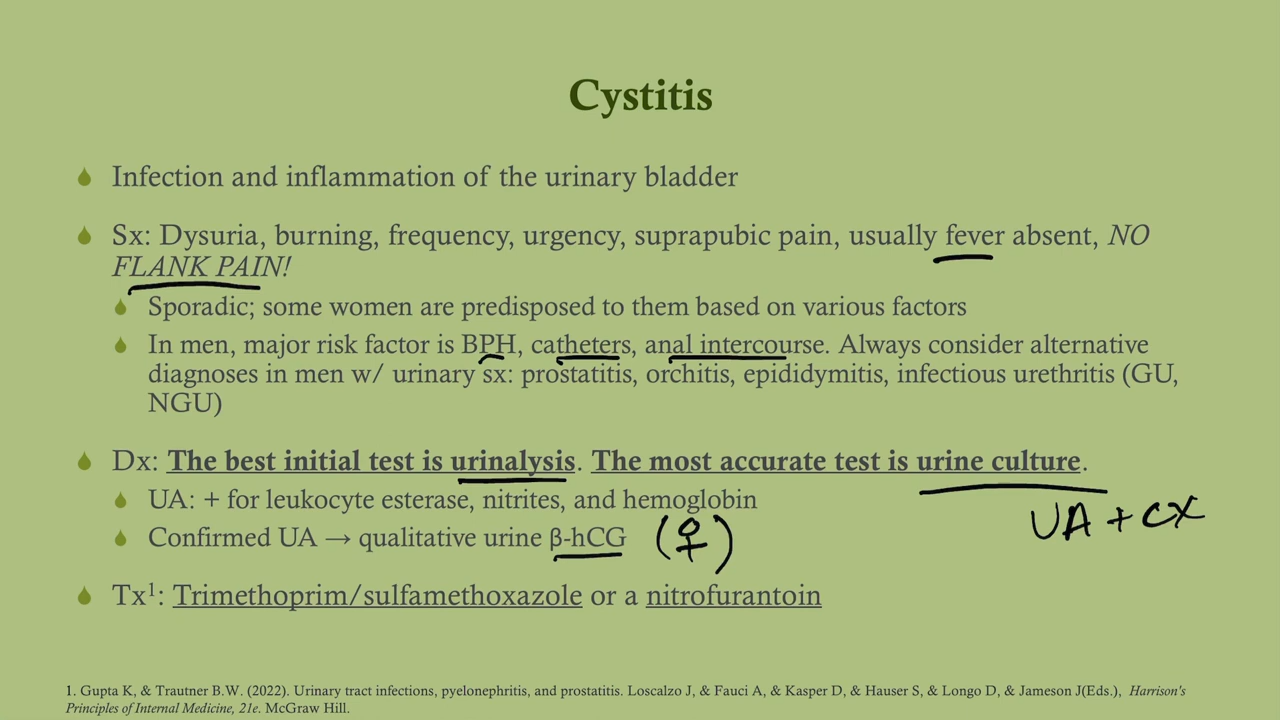 Cystitis
Infection and inflammation of the urinary bladder
Sx: Dysuria, burning, frequency, urgency, suprapubic pain, usually fever absent, NO
FLANK PAIN!
Sporadic; some women are predisposed to them based on various factors
In men, major risk factor is BPH, catheters, anal intercourse. Always consider alternative
diagnoses in men w/ urinary sx: prostatitis, orchitis, epididymitis, infectious urethritis (GU,
NGU)
Dx: The best initial test is urinalysis. The most accurate test is urine culture.
UA: + for leukocyte esterase, nitrites, and hemoglobin
UA + CX
Confirmed UA → qualitative urine β-hCG (♀)
Tx¹: Trimethoprim/sulfamethoxazole or a nitrofurantoin
1. Gupta K, & Trautner B.W. (2022). Urinary tract infections, pyelonephritis, and prostatitis. Loscalzo J, & Fauci A, & Kasper D, & Hauser S, & Longo D, & Jameson J(Eds.), Harrison's
Principles of Internal Medicine, 21e. McGraw Hill.